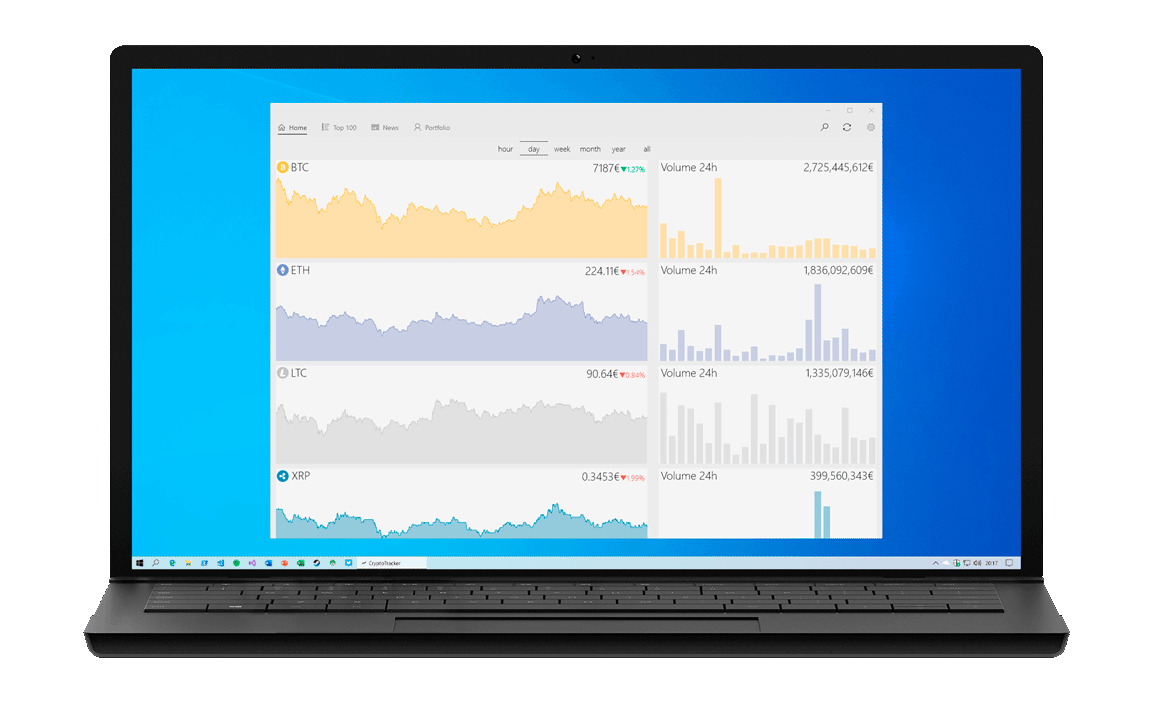 Home Top 100 News Portfolio
hour day week month year all
BTC 7187€▼1.27% Volume 24h 2,725,445,612€
ETH 224.11€▼1.54% Volume 24h 1,836,092,609€
LTC 90.64€▼0.84% Volume 24h 1,335,079,146€
XRP 0.3453€▼1.99% Volume 24h 399,560,343€
CryptoTracker 20:17